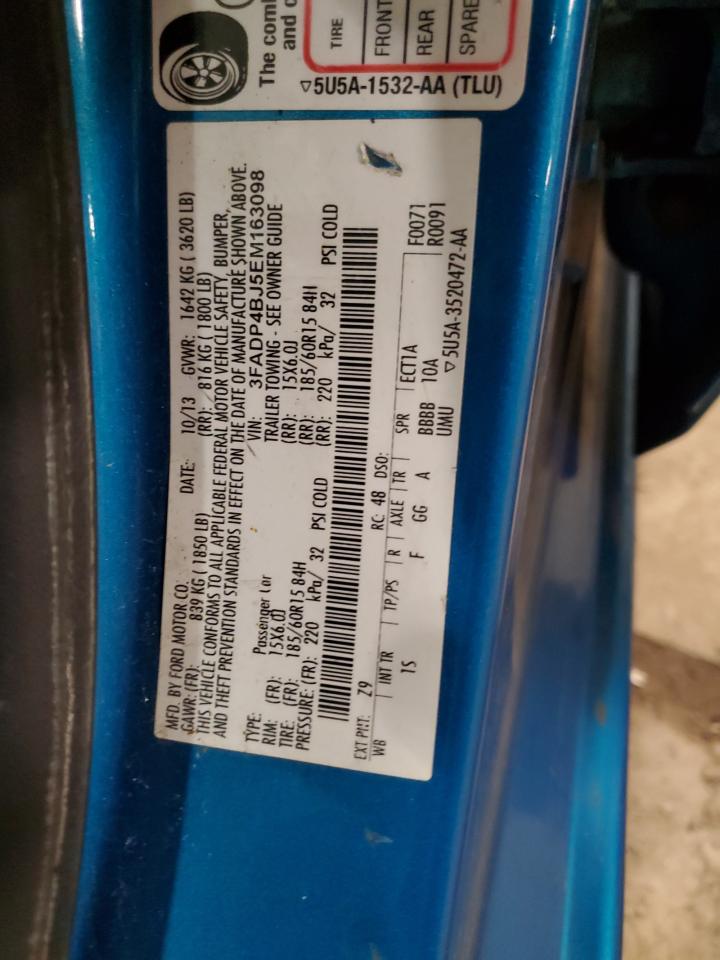 The comb
and c
TIRE
FRONT
REAR
SPARE
▽5U5A-1532-AA (TLU)
MFD. BY FORD MOTOR CO. DATE: 10/13 GVWR: 1642 KG ( 3620 LB)
GAWR: (FR): 839 KG ( 1850 LB) (RR): 816 KG ( 1800 LB)
THIS VEHICLE CONFORMS TO ALL APPLICABLE FEDERAL MOTOR VEHICLE SAFETY, BUMPER,
AND THEFT PREVENTION STANDARDS IN EFFECT ON THE DATE OF MANUFACTURE SHOWN ABOVE.
VIN: 3FADP4BJ5EM163098
TYPE: Passenger Car TRAILER TOWING - SEE OWNER GUIDE
RIM: (FR): 15X6.0J (RR): 15X6.0J
TIRE: (FR): 185/60R15 84H (RR): 185/60R15 84H
PRESSURE: (FR): 220 kPa/ 32 PSI COLD (RR): 220 kPa/ 32 PSI COLD
EXT PNT: Z9 RC: 48 DSO: F0071
WB INT TR TP/PS R AXLE TR SPR ECT1A R0091
1S F GG A BBBB 10A
UMU ▽5U5A-3520472-AA